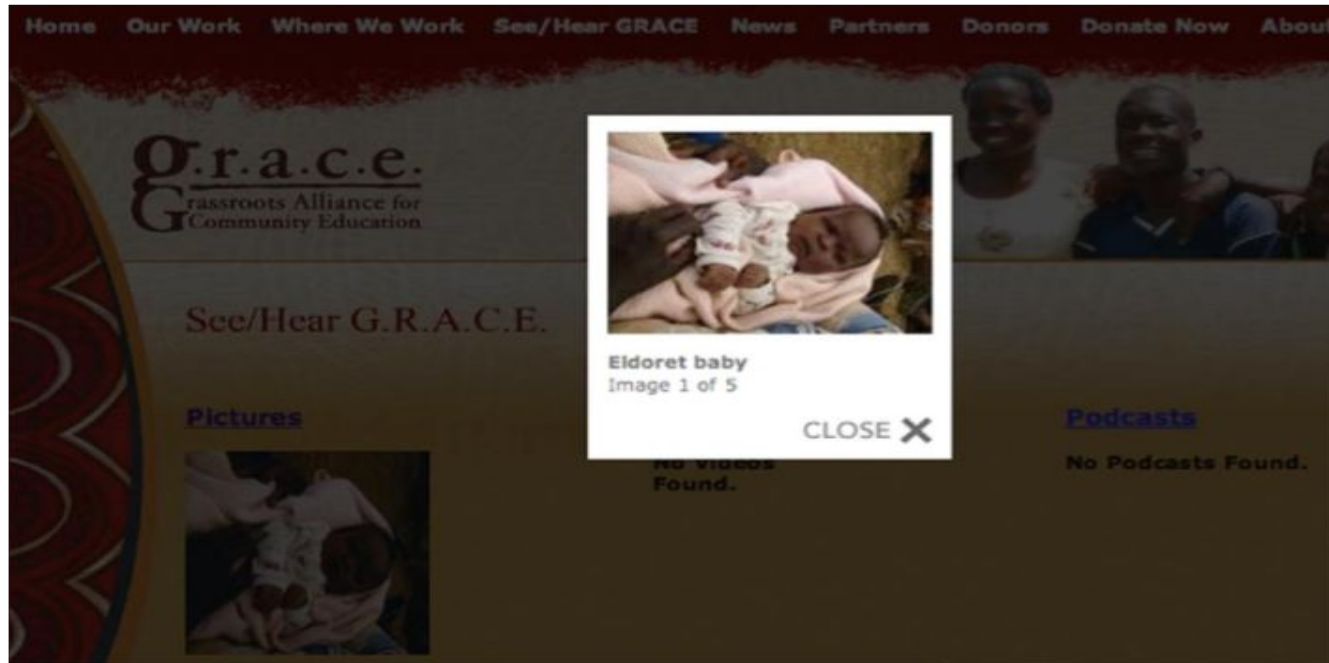 Home Our Work Where We Work See/Hear GRACE News Partners Donors Donate Now About
g.r.a.c.e.
Grassroots Alliance for
Community Education
See/Hear G.R.A.C.E.
Eldoret baby
Image 1 of 5
CLOSE X
Pictures
Podcasts
No Videos
Found.
No Podcasts Found.